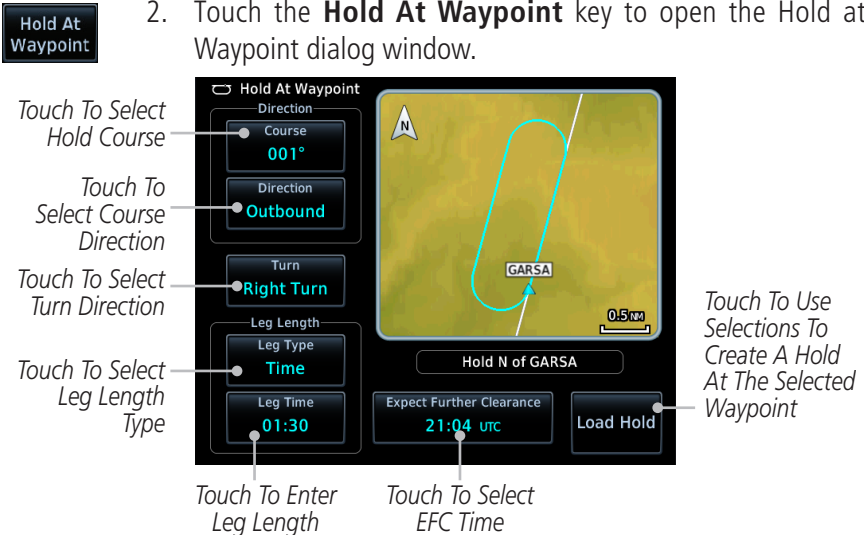 Hold At
Waypoint
2. Touch the Hold At Waypoint key to open the Hold at
Waypoint dialog window.
Touch To Select
Hold Course
Touch To
Select Course
Direction
Touch To Select
Turn Direction
Touch To Select
Leg Length
Type
Hold At Waypoint
Direction
Course
001°
Direction
Outbound
Turn
Right Turn
Leg Length
Leg Type
Time
Leg Time
01:30
N
GARSA
0.5 NM
Hold N of GARSA
Expect Further Clearance
21:04 UTC
Load Hold
Touch To Use
Selections To
Create A Hold
At The Selected
Waypoint
Touch To Enter
Leg Length
Touch To Select
EFC Time